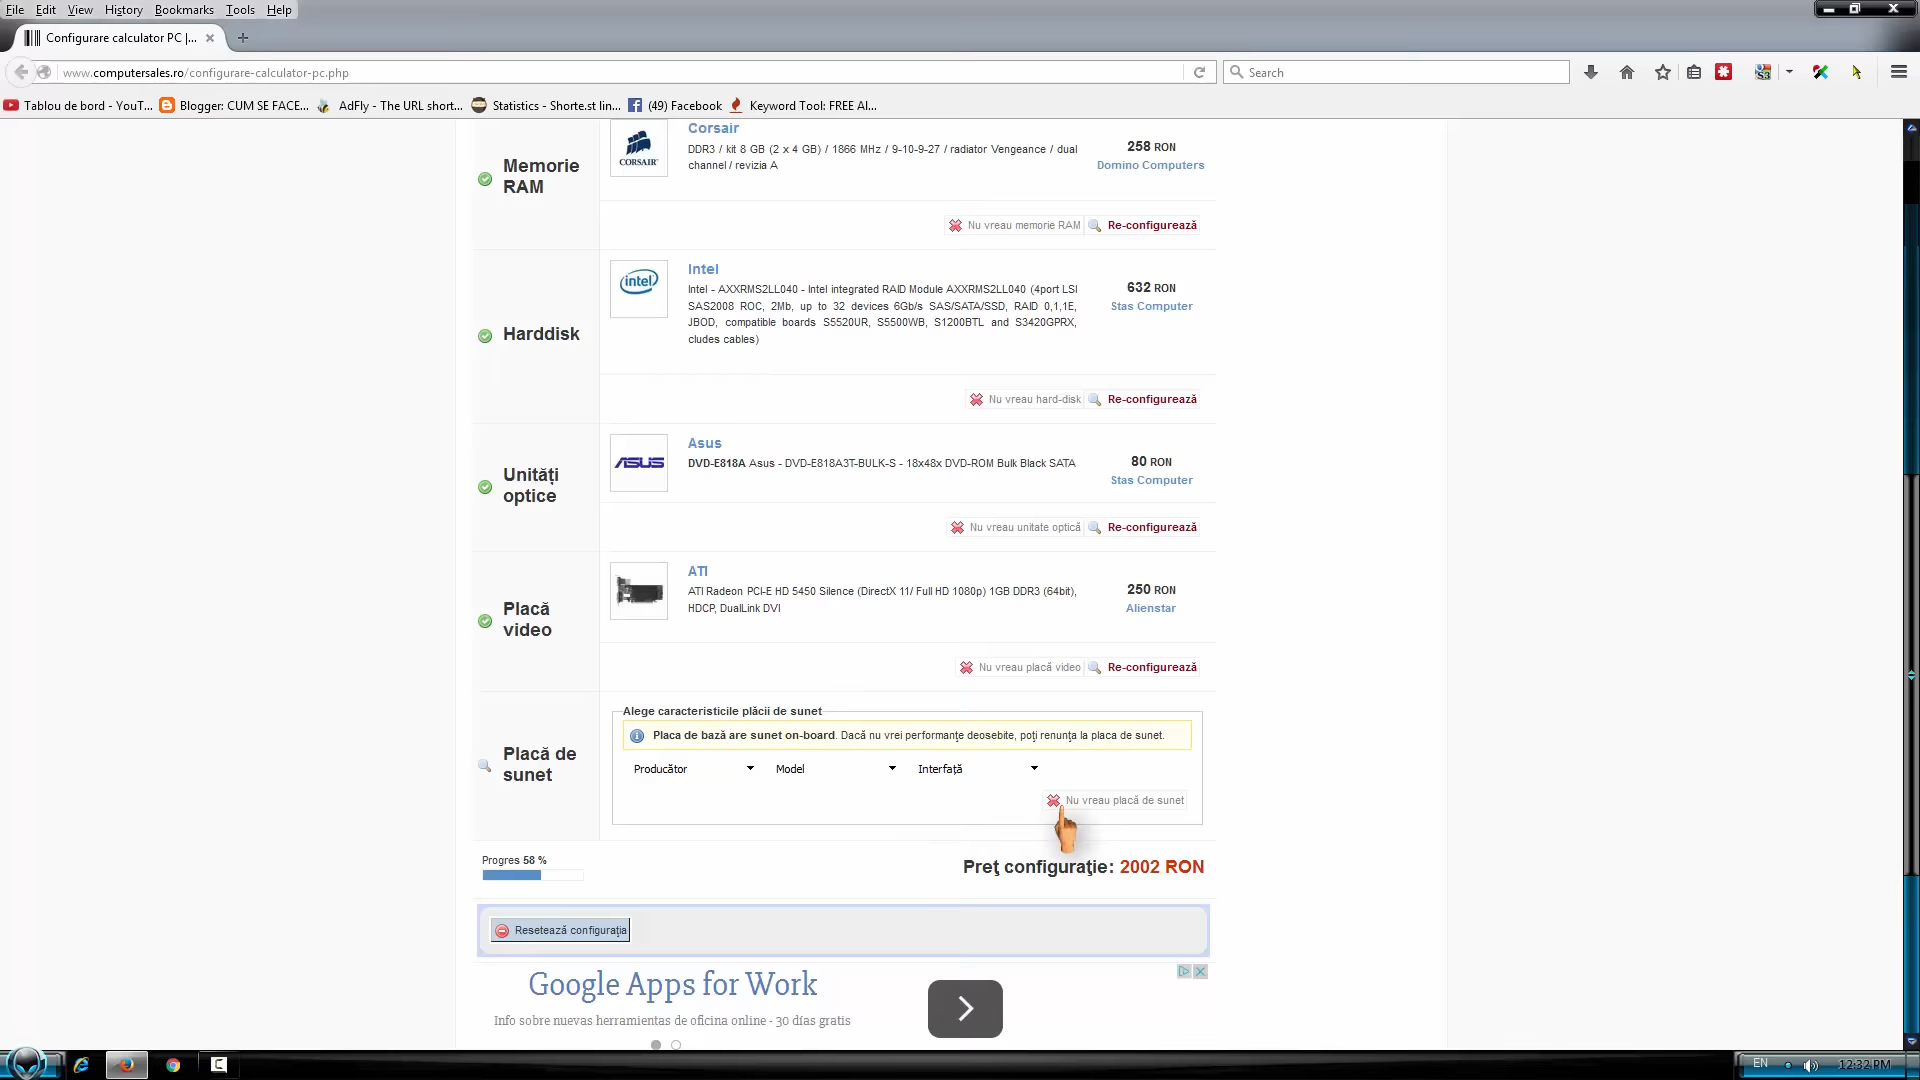 File Edit View History Bookmarks Tools Help
Configurare calculator PC |...
www.computersales.ro/configurare-calculator-pc.php
Search
Tablou de bord - YouT... Blogger: CUM SE FACE... AdFly - The URL short... Statistics - Shorte.st lin... (49) Facebook Keyword Tool: FREE Al...
Memorie
RAM
CORSAIR
Corsair
DDR3 / kit 8 GB (2 x 4 GB) / 1866 MHz / 9-10-9-27 / radiator Vengeance / dual
channel / revizia A
258 RON
Domino Computers
Nu vreau memorie RAM Re-configurează
Harddisk
intel
Intel
Intel - AXXRMS2LL040 - Intel integrated RAID Module AXXRMS2LL040 (4port LSI
SAS2008 ROC, 2Mb, up to 32 devices 6Gb/s SAS/SATA/SSD, RAID 0,1,1E,
JBOD, compatible boards S5520UR, S5500WB, S1200BTL and S3420GPRX,
cludes cables)
632 RON
Stas Computer
Nu vreau hard-disk Re-configurează
Unități
optice
ASUS
Asus
DVD-E818A Asus - DVD-E818A3T-BULK-S - 18x48x DVD-ROM Bulk Black SATA
80 RON
Stas Computer
Nu vreau unitate optică Re-configurează
Placă
video
ATI
ATI Radeon PCI-E HD 5450 Silence (DirectX 11/ Full HD 1080p) 1GB DDR3 (64bit),
HDCP, DualLink DVI
250 RON
Alienstar
Nu vreau placă video Re-configurează
Placă de
sunet
Alege caracteristicile plăcii de sunet
Placa de bază are sunet on-board. Dacă nu vrei performanţe deosebite, poţi renunţa la placa de sunet.
Producător Model Interfaţă
Nu vreau placă de sunet
Progres 58 %
Preţ configuraţie: 2002 RON
Resetează configuraţia
Google Apps for Work
Info sobre nuevas herramientas de oficina online - 30 días gratis
EN 12:32 PM